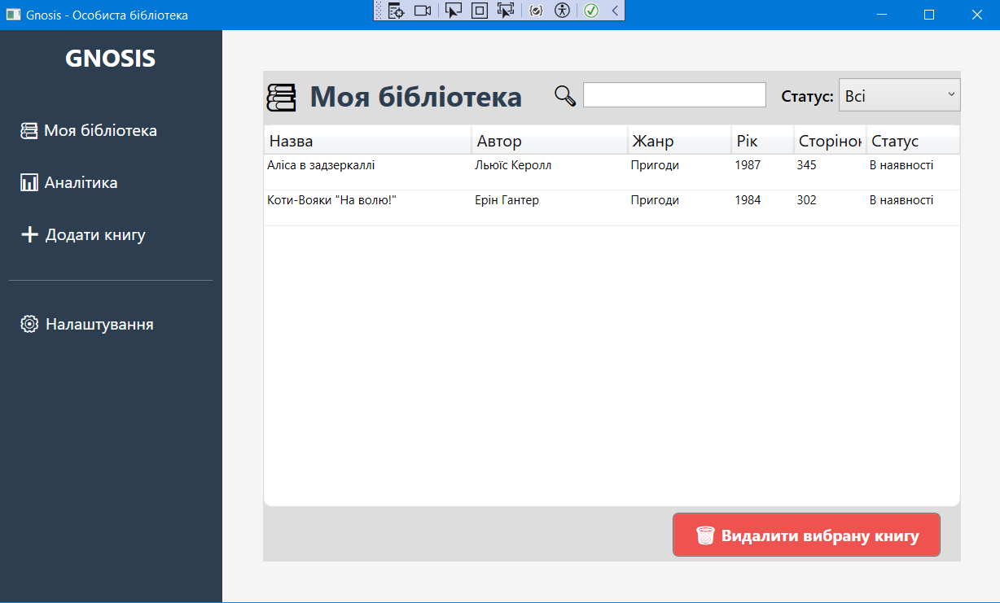 Gnosis - Особиста бібліотека
GNOSIS
Моя бібліотека
Аналітика
Додати книгу
Налаштування
Моя бібліотека
Статус: Всі
Назва Автор Жанр Рік Сторінок Статус
Аліса в задзеркаллі Льюїс Керолл Пригоди 1987 345 В наявності
Коти-Вояки "На волю!" Ерін Гантер Пригоди 1984 302 В наявності
Видалити вибрану книгу